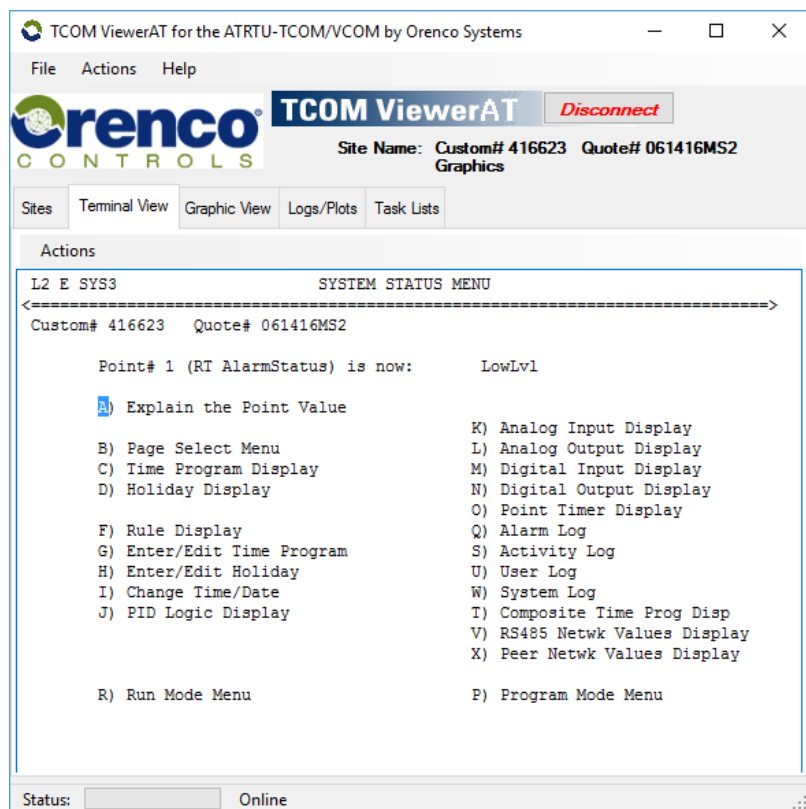 TCOM ViewerAT for the ATRTU-TCOM/VCOM by Orenco Systems
File Actions Help
Orenco
CONTROLS
TCOM ViewerAT
Disconnect
Site Name: Custom# 416623 Quote# 061416MS2
Graphics
Sites Terminal View Graphic View Logs/Plots Task Lists
Actions
L2 E SYS3 SYSTEM STATUS MENU
<=============================================================================>
Custom# 416623 Quote# 061416MS2
Point# 1 (RT AlarmStatus) is now: LowLvl
A) Explain the Point Value
K) Analog Input Display
B) Page Select Menu L) Analog Output Display
C) Time Program Display M) Digital Input Display
D) Holiday Display N) Digital Output Display
O) Point Timer Display
F) Rule Display Q) Alarm Log
G) Enter/Edit Time Program S) Activity Log
H) Enter/Edit Holiday U) User Log
I) Change Time/Date W) System Log
J) PID Logic Display T) Composite Time Prog Disp
V) RS485 Netwk Values Display
X) Peer Netwk Values Display
R) Run Mode Menu P) Program Mode Menu
Status: Online